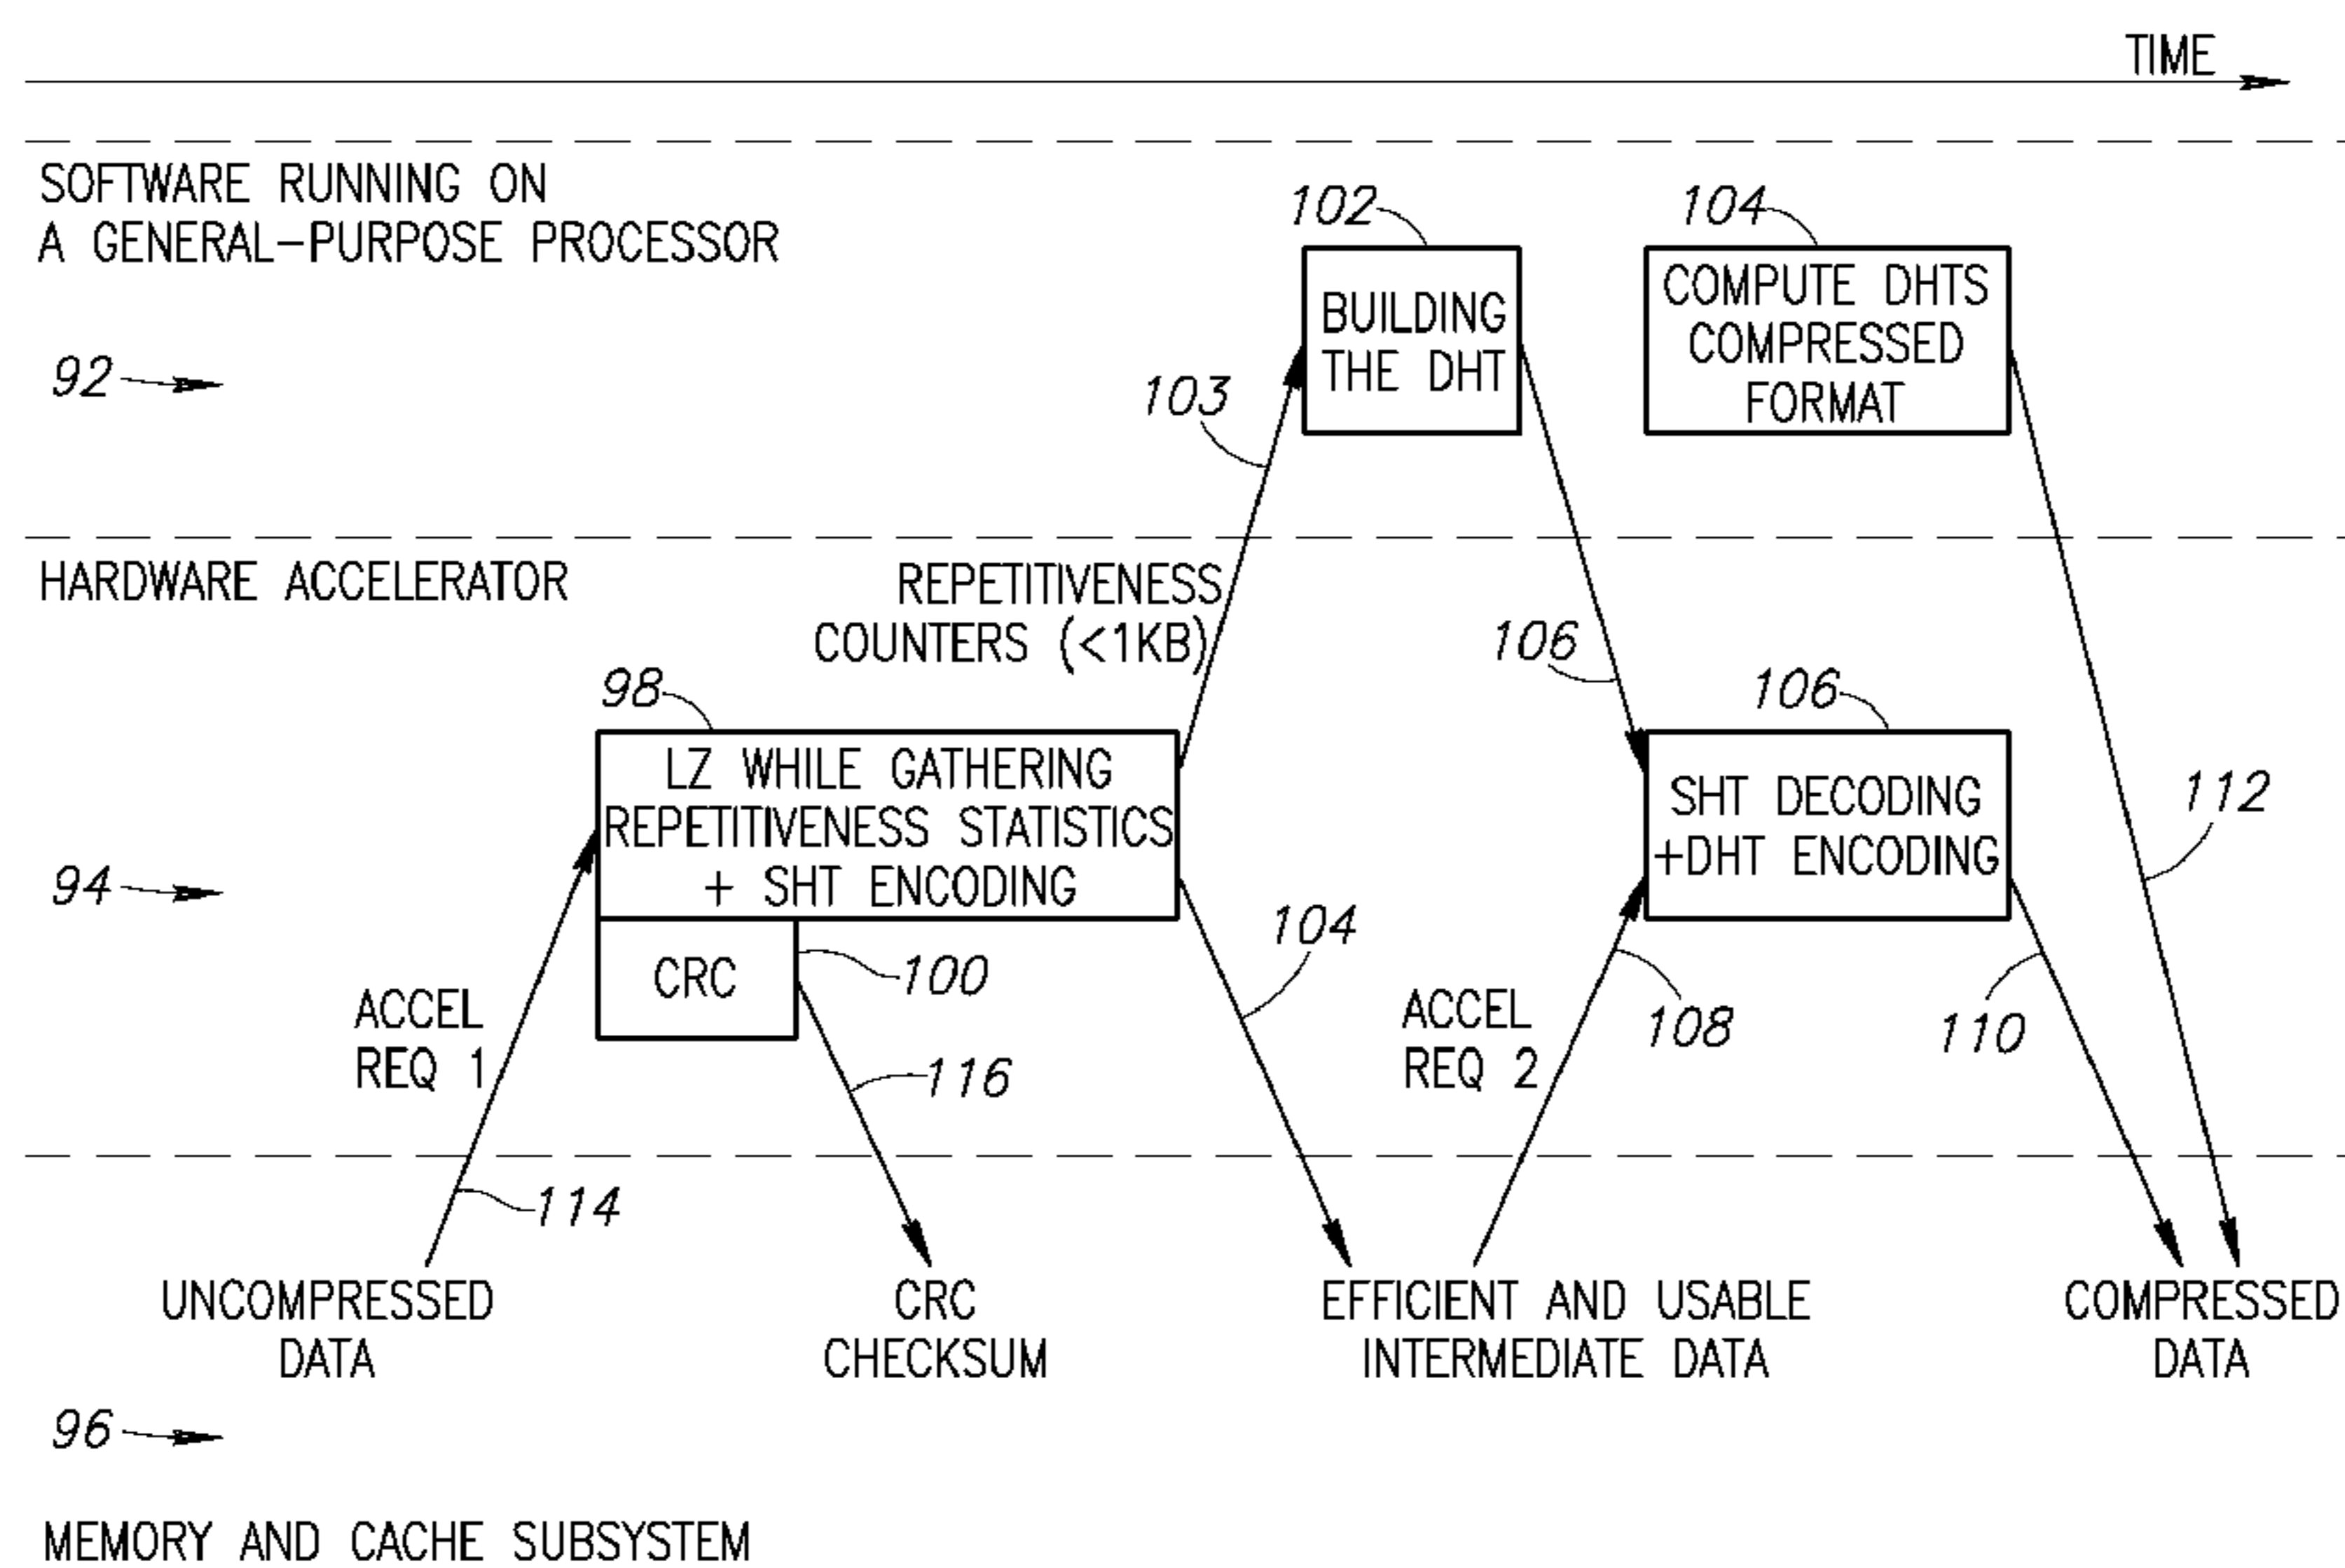 TIME
SOFTWARE RUNNING ON
A GENERAL-PURPOSE PROCESSOR
102
104
BUILDING
THE DHT
COMPUTE DHTS
COMPRESSED
FORMAT
92
103
HARDWARE ACCELERATOR
REPETITIVENESS
COUNTERS (<1KB)
98
106
106
LZ WHILE GATHERING
REPETITIVENESS STATISTICS
+ SHT ENCODING
SHT DECODING
+DHT ENCODING
112
94
CRC
100
104
ACCEL
REQ 1
116
ACCEL
REQ 2
108
110
114
UNCOMPRESSED
DATA
CRC
CHECKSUM
EFFICIENT AND USABLE
INTERMEDIATE DATA
COMPRESSED
DATA
96
MEMORY AND CACHE SUBSYSTEM